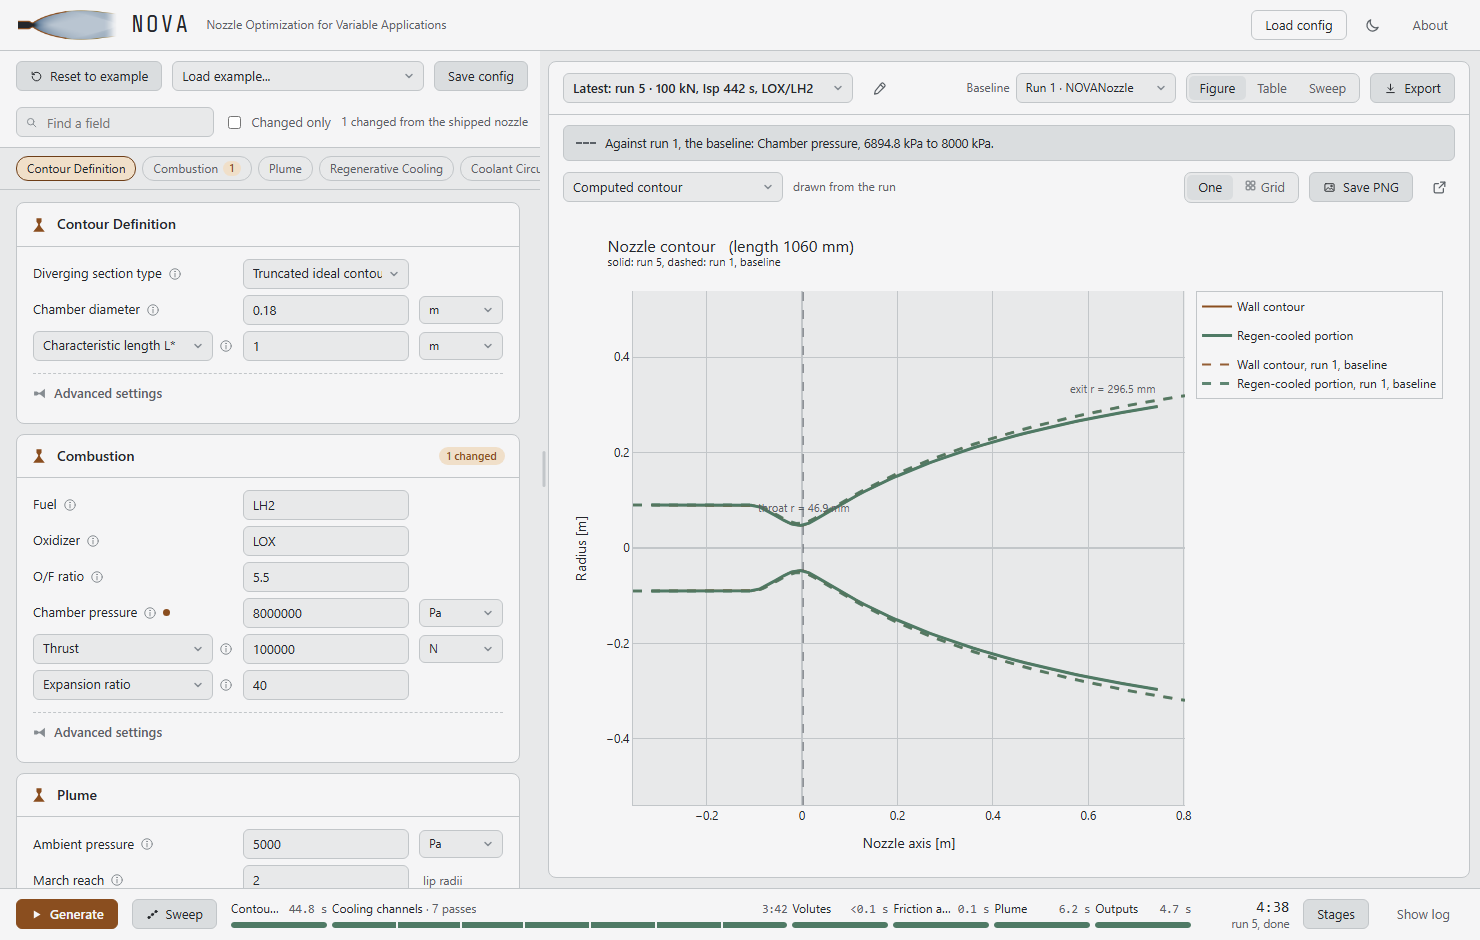 NOVA Nozzle Optimization for Variable Applications Load config About
Reset to example Load example... Save config
Find a field Changed only 1 changed from the shipped nozzle
Contour Definition Combustion 1 Plume Regenerative Cooling Coolant Circu
Contour Definition
Diverging section type Truncated ideal contou
Chamber diameter 0.18 m
Characteristic length L* 1 m
Advanced settings
Combustion 1 changed
Fuel LH2
Oxidizer LOX
O/F ratio 5.5
Chamber pressure 8000000 Pa
Thrust 100000 N
Expansion ratio 40
Advanced settings
Plume
Ambient pressure 5000 Pa
March reach 2 lip radii
Latest: run 5 · 100 kN, Isp 442 s, LOX/LH2 Baseline Run 1 · NOVANozzle Figure Table Sweep Export
Against run 1, the baseline: Chamber pressure, 6894.8 kPa to 8000 kPa.
Computed contour drawn from the run One Grid Save PNG
Nozzle contour (length 1060 mm)
solid: run 5, dashed: run 1, baseline
Wall contour
Regen-cooled portion
Wall contour, run 1, baseline
Regen-cooled portion, run 1, baseline
exit r = 296.5 mm
throat r = 46.9 mm
0.4
0.2
0
−0.2
−0.4
Radius [m]
−0.2 0 0.2 0.4 0.6 0.8
Nozzle axis [m]
Generate Sweep Contou... 44.8 s Cooling channels · 7 passes 3:42 Volutes <0.1 s Friction a... 0.1 s Plume 6.2 s Outputs 4.7 s 4:38 Stages Show log
run 5, done